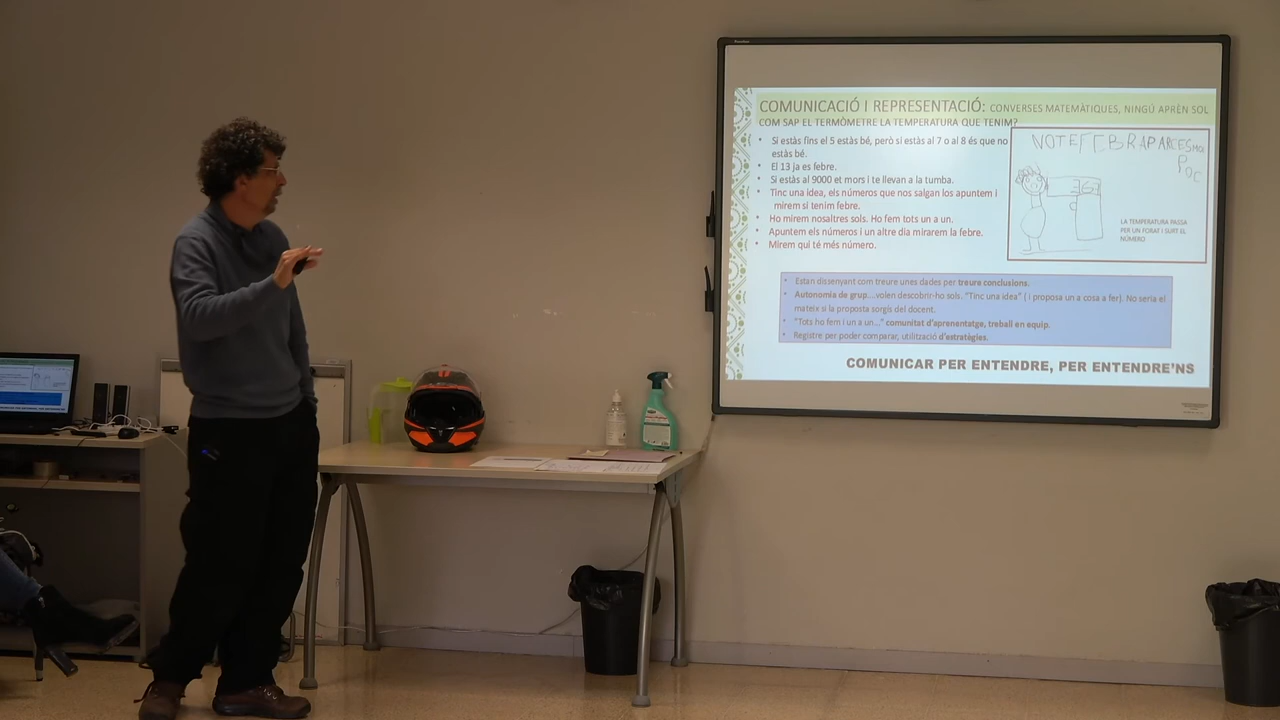 COMUNICACIÓ I REPRESENTACIÓ: CONVERSES MATEMÀTIQUES, NINGÚ APRÈN SOL
COM SAP EL TERMÒMETRE LA TEMPERATURA QUE TENIM?
• Si estàs fins el 5 estàs bé, però si estàs al 7 o al 8 és que no
estàs bé.
• El 13 ja es febre.
• Si estàs al 9000 et mors i te llevan a la tumba.
• Tinc una idea, els números que nos salgan los apuntem i
mirem si tenim febre.
• Ho mirem nosaltres sols. Ho fem tots un a un.
• Apuntem els números i un altre dia mirarem la febre.
• Mirem qui té més número.
POC
LA TEMPERATURA PASSA
PER UN FORAT I SURT EL
NÚMERO
• Estan dissenyant com treure unes dades per treure conclusions.
• Autonomia de grup...volen descobrir-ho sols. "Tinc una idea" ( i proposa un a cosa a fer). No seria el
mateix si la proposta sorgís del docent.
• "Tots ho fem i un a un..." comunitat d'aprenentatge, treball en equip.
• Registre per poder comparar, utilització d'estratègies.
COMUNICAR PER ENTENDRE, PER ENTENDRE'NS